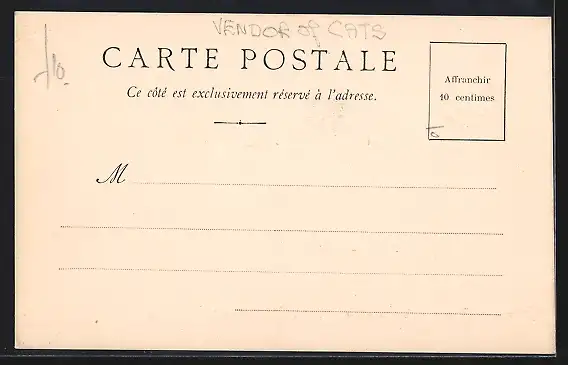 VENDOR of CATS
CARTE POSTALE
Ce côté est exclusivement réservé à l'adresse.
Affranchir
10 centimes
M